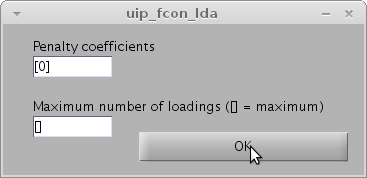 uip_fcon_lda
Penalty coefficients
[0]
Maximum number of loadings ([] = maximum)
[]
OK